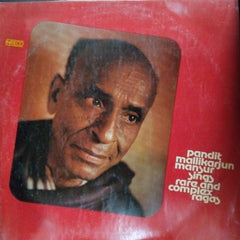 pandit
mallikarjun
mansur
sings
rare and
complex
ragas